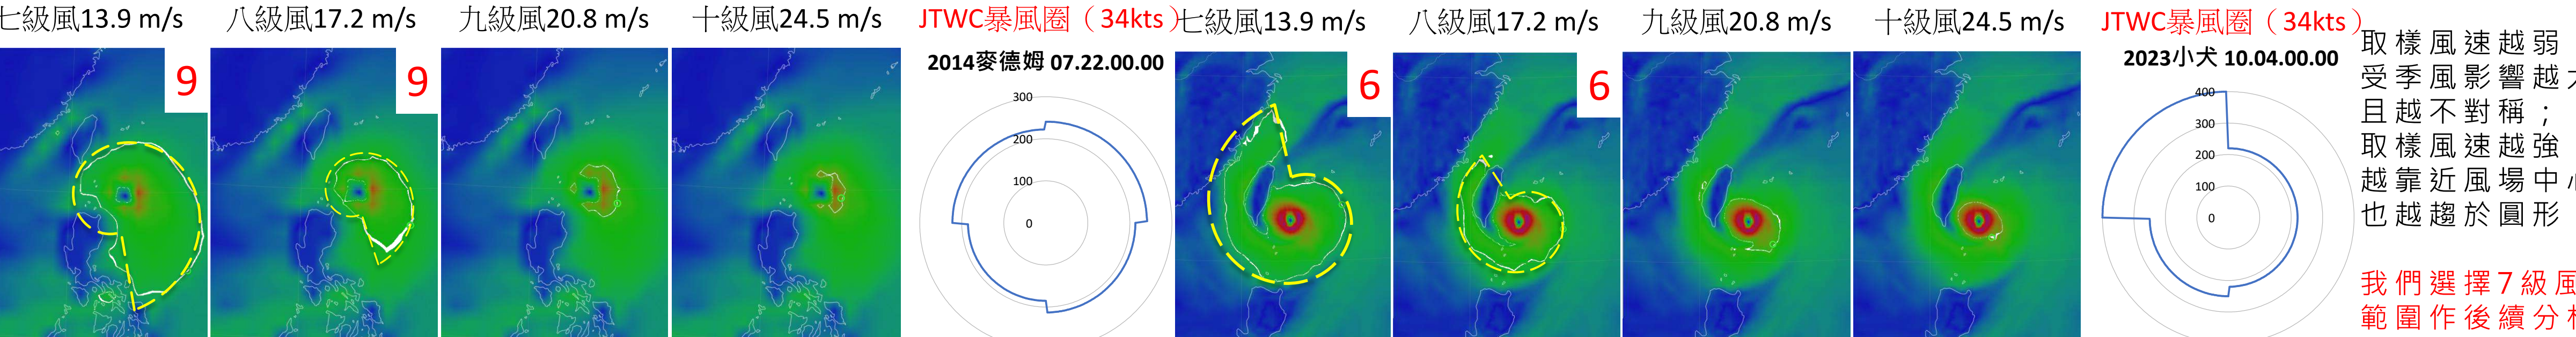 七級風13.9 m/s
八級風17.2 m/s
九級風20.8 m/s
十級風24.5 m/s
JTWC暴風圈（34kts）
9
9
2014麥德姆 07.22.00.00
300
200
100
0
七級風13.9 m/s
八級風17.2 m/s
九級風20.8 m/s
十級風24.5 m/s
JTWC暴風圈（34kts）
6
6
2023小犬 10.04.00.00
400
300
200
100
0
取樣風速越弱
受季風影響越大
且越不對稱；
取樣風速越強
越靠近風場中心
也越趨於圓形
我們選擇7級風
範圍作後續分析